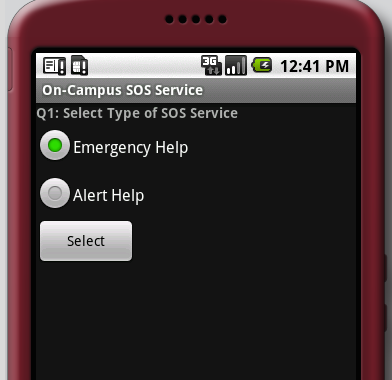 3G
12:41 PM
On-Campus SOS Service
Q1: Select Type of SOS Service
Emergency Help
Alert Help
Select